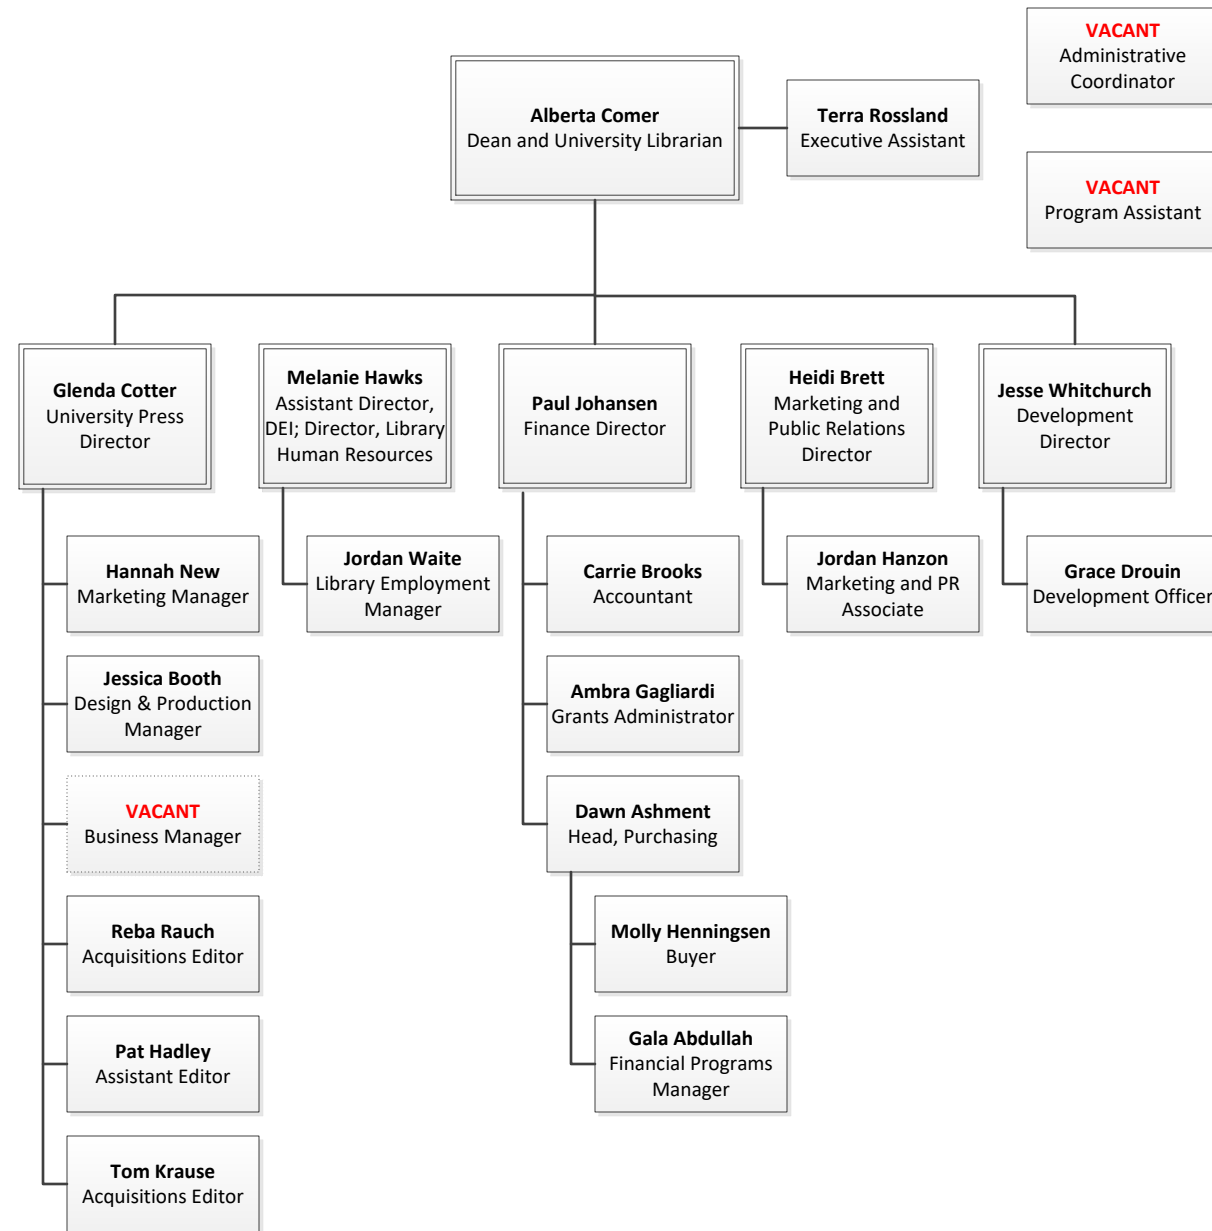 VACANT
Administrative
Coordinator
Alberta Comer
Dean and University Librarian
Terra Rossland
Executive Assistant
VACANT
Program Assistant
Glenda Cotter
University Press
Director
Melanie Hawks
Assistant Director,
DEI; Director, Library
Human Resources
Paul Johansen
Finance Director
Heidi Brett
Marketing and
Public Relations
Director
Jesse Whitchurch
Development
Director
Hannah New
Marketing Manager
Jordan Waite
Library Employment
Manager
Carrie Brooks
Accountant
Jordan Hanzon
Marketing and PR
Associate
Grace Drouin
Development Officer
Jessica Booth
Design & Production
Manager
Ambra Gagliardi
Grants Administrator
VACANT
Business Manager
Dawn Ashment
Head, Purchasing
Reba Rauch
Acquisitions Editor
Molly Henningsen
Buyer
Pat Hadley
Assistant Editor
Gala Abdullah
Financial Programs
Manager
Tom Krause
Acquisitions Editor